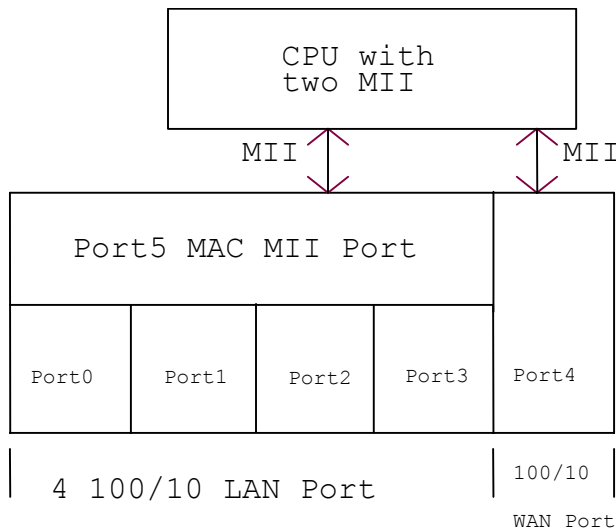 CPU with
two MII
MII
MII
Port5 MAC MII Port
Port0
Port1
Port2
Port3
Port4
4 100/10 LAN Port
100/10
WAN Port